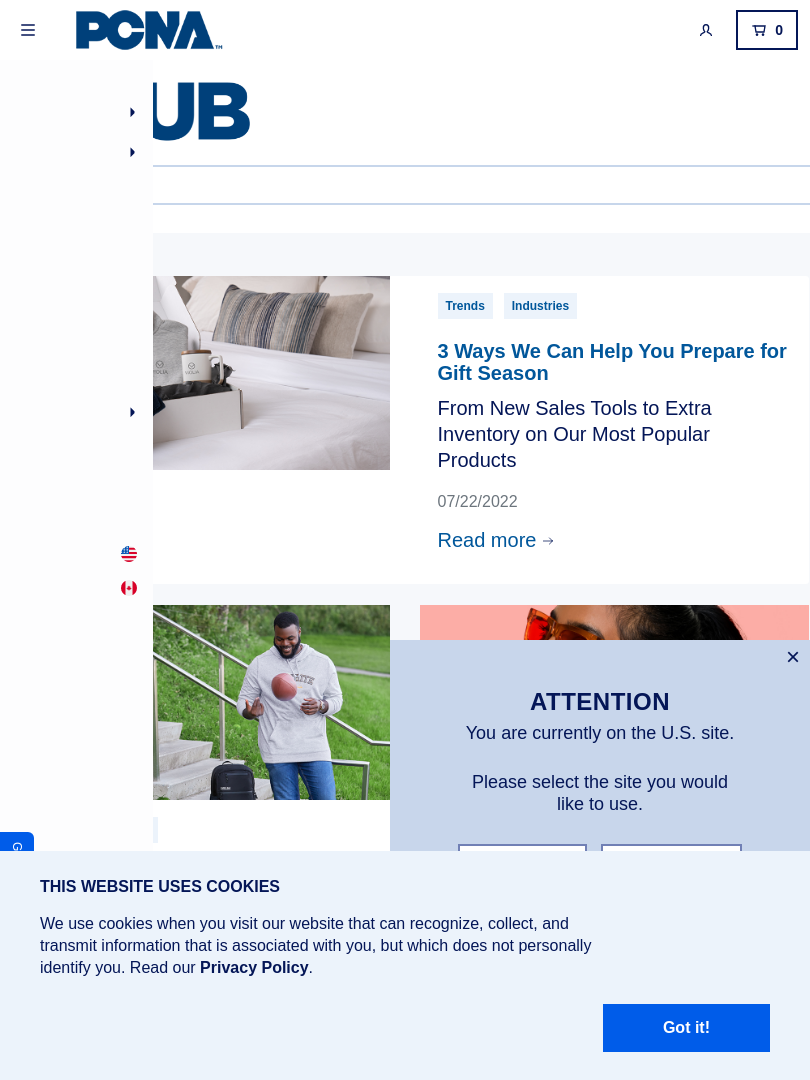 PCNA™
0
UB
Trends Industries
3 Ways We Can Help You Prepare for
Gift Season
From New Sales Tools to Extra
Inventory on Our Most Popular
Products
07/22/2022
Read more
ATTENTION
You are currently on the U.S. site.
Please select the site you would
like to use.
G
THIS WEBSITE USES COOKIES
We use cookies when you visit our website that can recognize, collect, and
transmit information that is associated with you, but which does not personally
identify you. Read our Privacy Policy.
Got it!